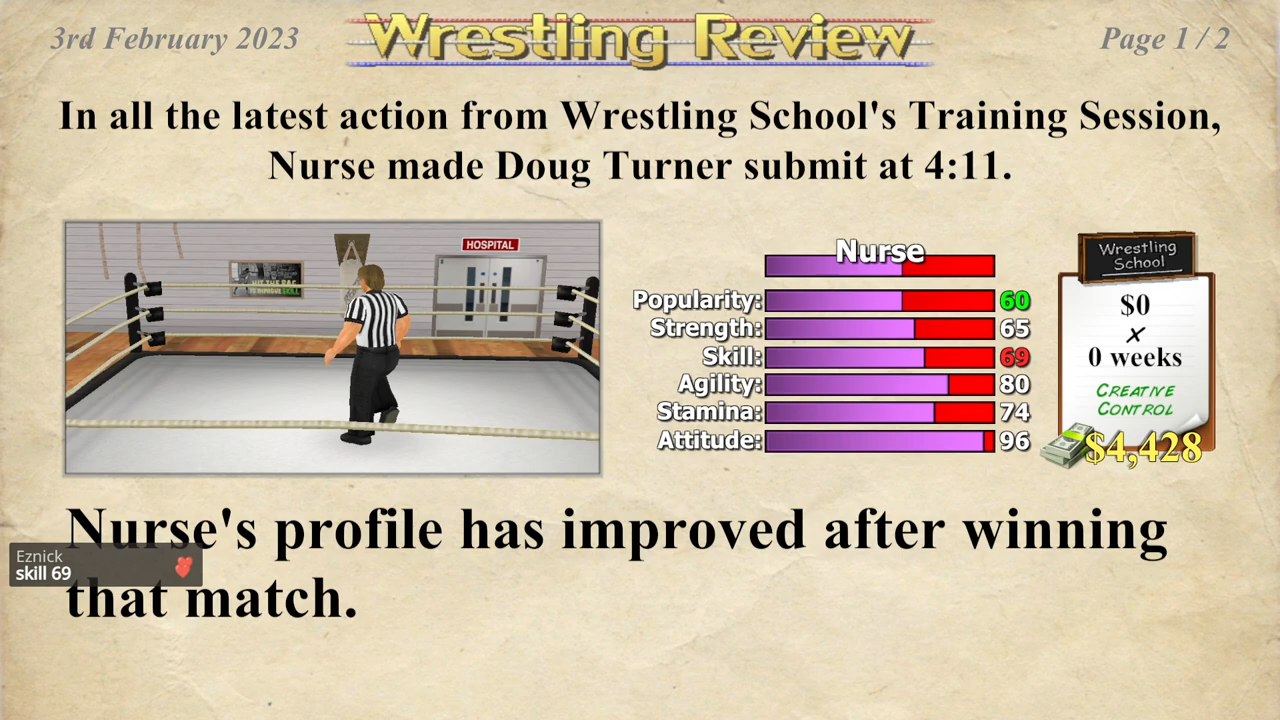 3rd February 2023
Wrestling Review
Page 1 / 2
In all the latest action from Wrestling School's Training Session,
Nurse made Doug Turner submit at 4:11.
HOSPITAL
Nurse
Popularity: 60
Strength: 65
Skill: 69
Agility: 80
Stamina: 74
Attitude: 96
Wrestling
School
$0
x
0 weeks
CREATIVE
CONTROL
$4,428
Nurse's profile has improved after winning
that match.
Eznick
skill 69